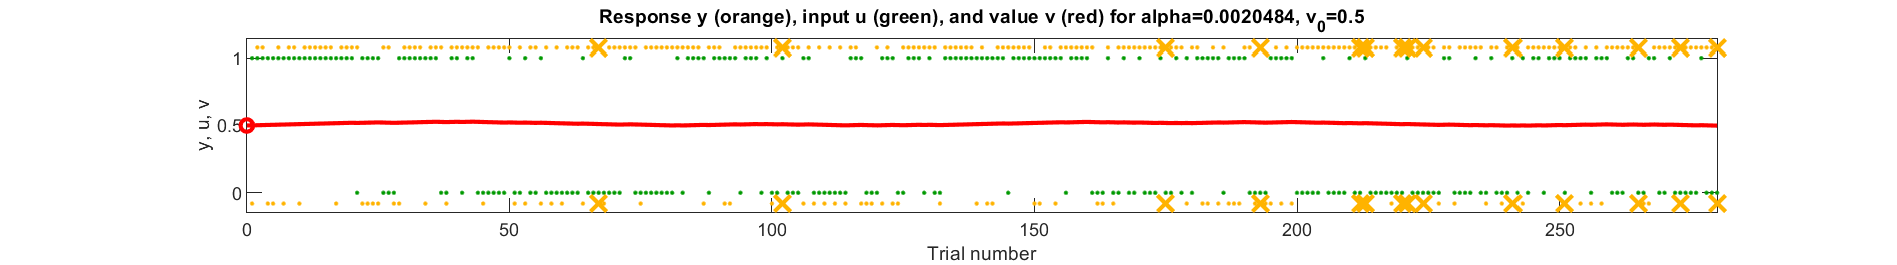 Response y (orange), input u (green), and value v (red) for alpha=0.0020484, v0=0.5
y, u, v
1
0.5
0
0 50 100 150 200 250
Trial number